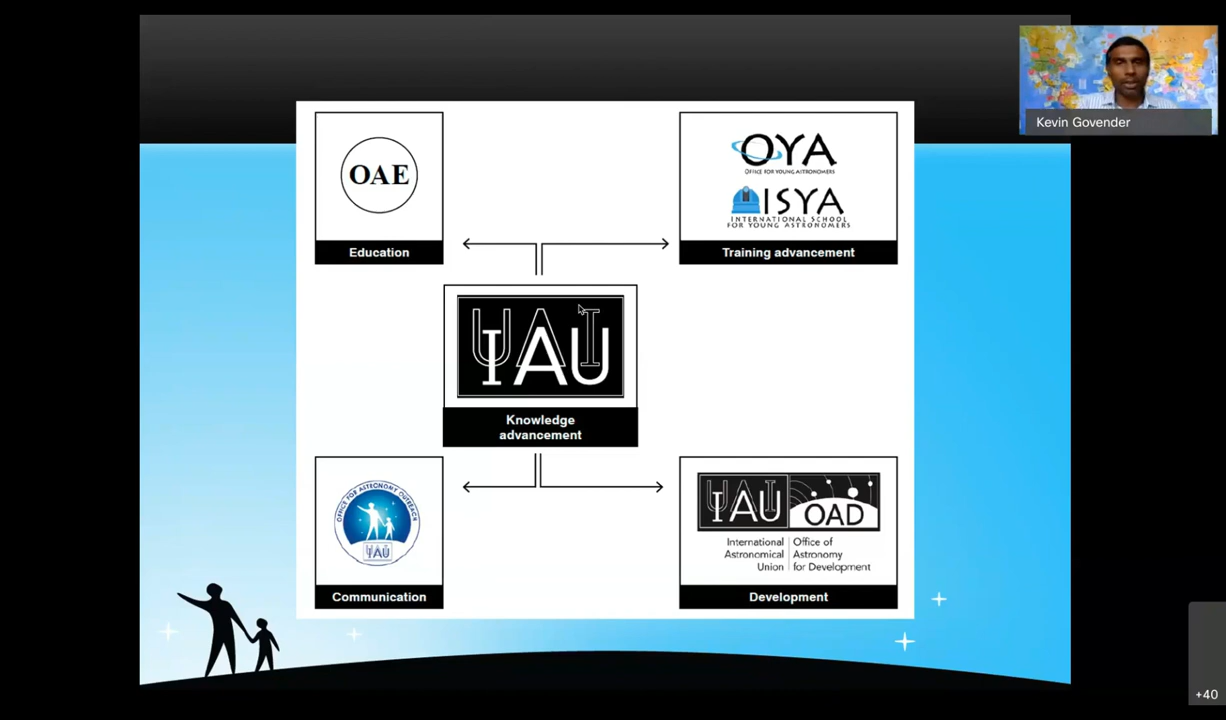 Kevin Govender
OAE
Education
OYA
OFFICE FOR YOUNG ASTRONOMERS
ISYA
INTERNATIONAL SCHOOL
FOR YOUNG ASTRONOMERS
Training advancement
UAI
IAU
Knowledge
advancement
OFFICE FOR ASTRONOMY OUTREACH
IAU
Communication
UAI
IAU
OAD
International
Astronomical
Union
Office of
Astronomy
for Development
Development
+40